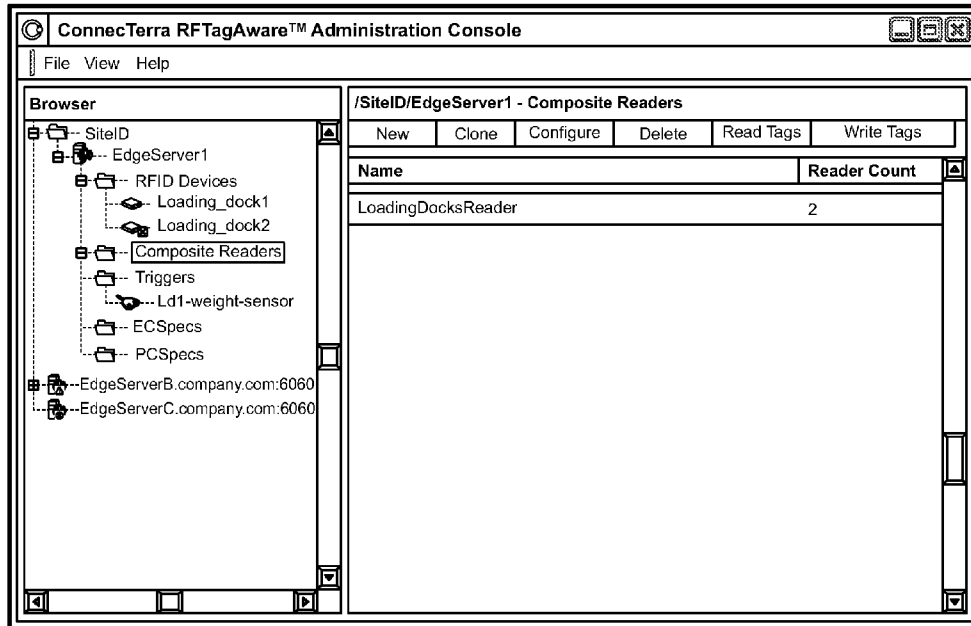 © ConnecTerra RFTagAware™ Administration Console
File View Help
Browser
SiteID
EdgeServer1
RFID Devices
Loading_dock1
Loading_dock2
Composite Readers
Triggers
Ld1-weight-sensor
ECSpecs
PCSpecs
EdgeServerB.company.com:6060
EdgeServerC.company.com:6060
/SiteID/EdgeServer1 - Composite Readers
New Clone Configure Delete Read Tags Write Tags
Name Reader Count
LoadingDocksReader 2